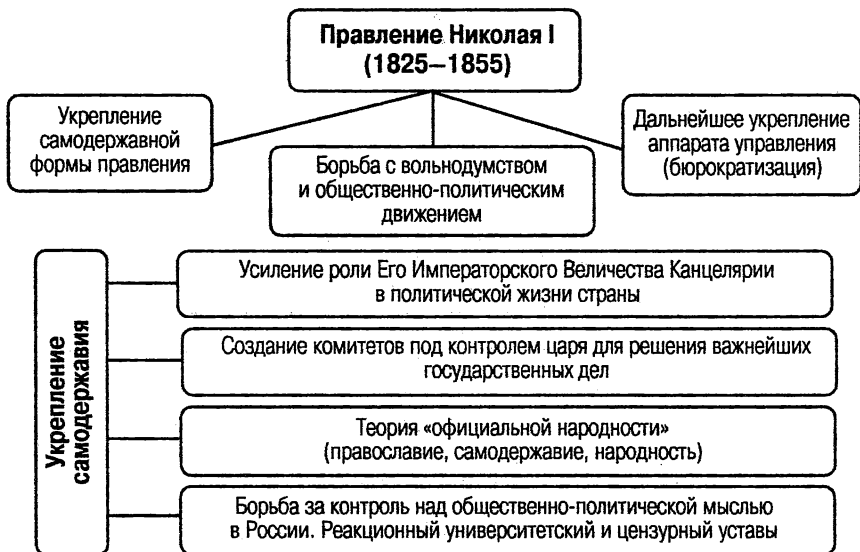 Правление Николая I
(1825–1855)
Укрепление
самодержавной
формы правления
Борьба с вольнодумством
и общественно-политическим
движением
Дальнейшее укрепление
аппарата управления
(бюрократизация)
Укрепление
самодержавия
Усиление роли Его Императорского Величества Канцелярии
в политической жизни страны
Создание комитетов под контролем царя для решения важнейших
государственных дел
Теория «официальной народности»
(православие, самодержавие, народность)
Борьба за контроль над общественно-политической мыслью
в России. Реакционный университетский и цензурный уставы